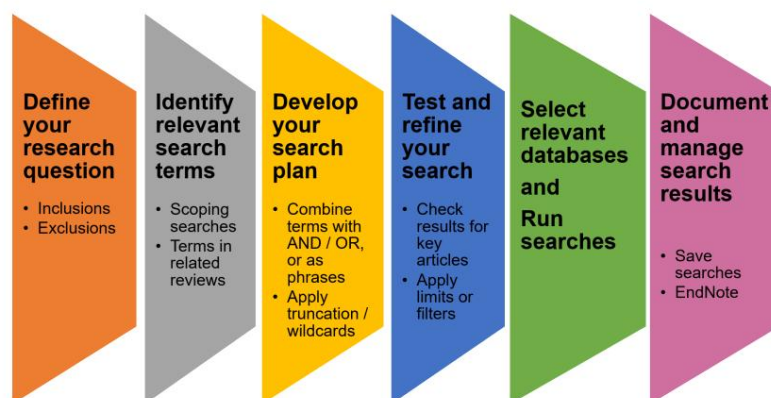 Define
your
research
question
• Inclusions
• Exclusions
Identify
relevant
search
terms
• Scoping
searches
• Terms in
related
reviews
Develop
your
search
plan
• Combine
terms with
AND / OR,
or as
phrases
• Apply
truncation /
wildcards
Test and
refine
your
search
• Check
results for
key
articles
• Apply
limits or
filters
Select
relevant
databases
and
Run
searches
Document
and
manage
search
results
• Save
searches
• EndNote